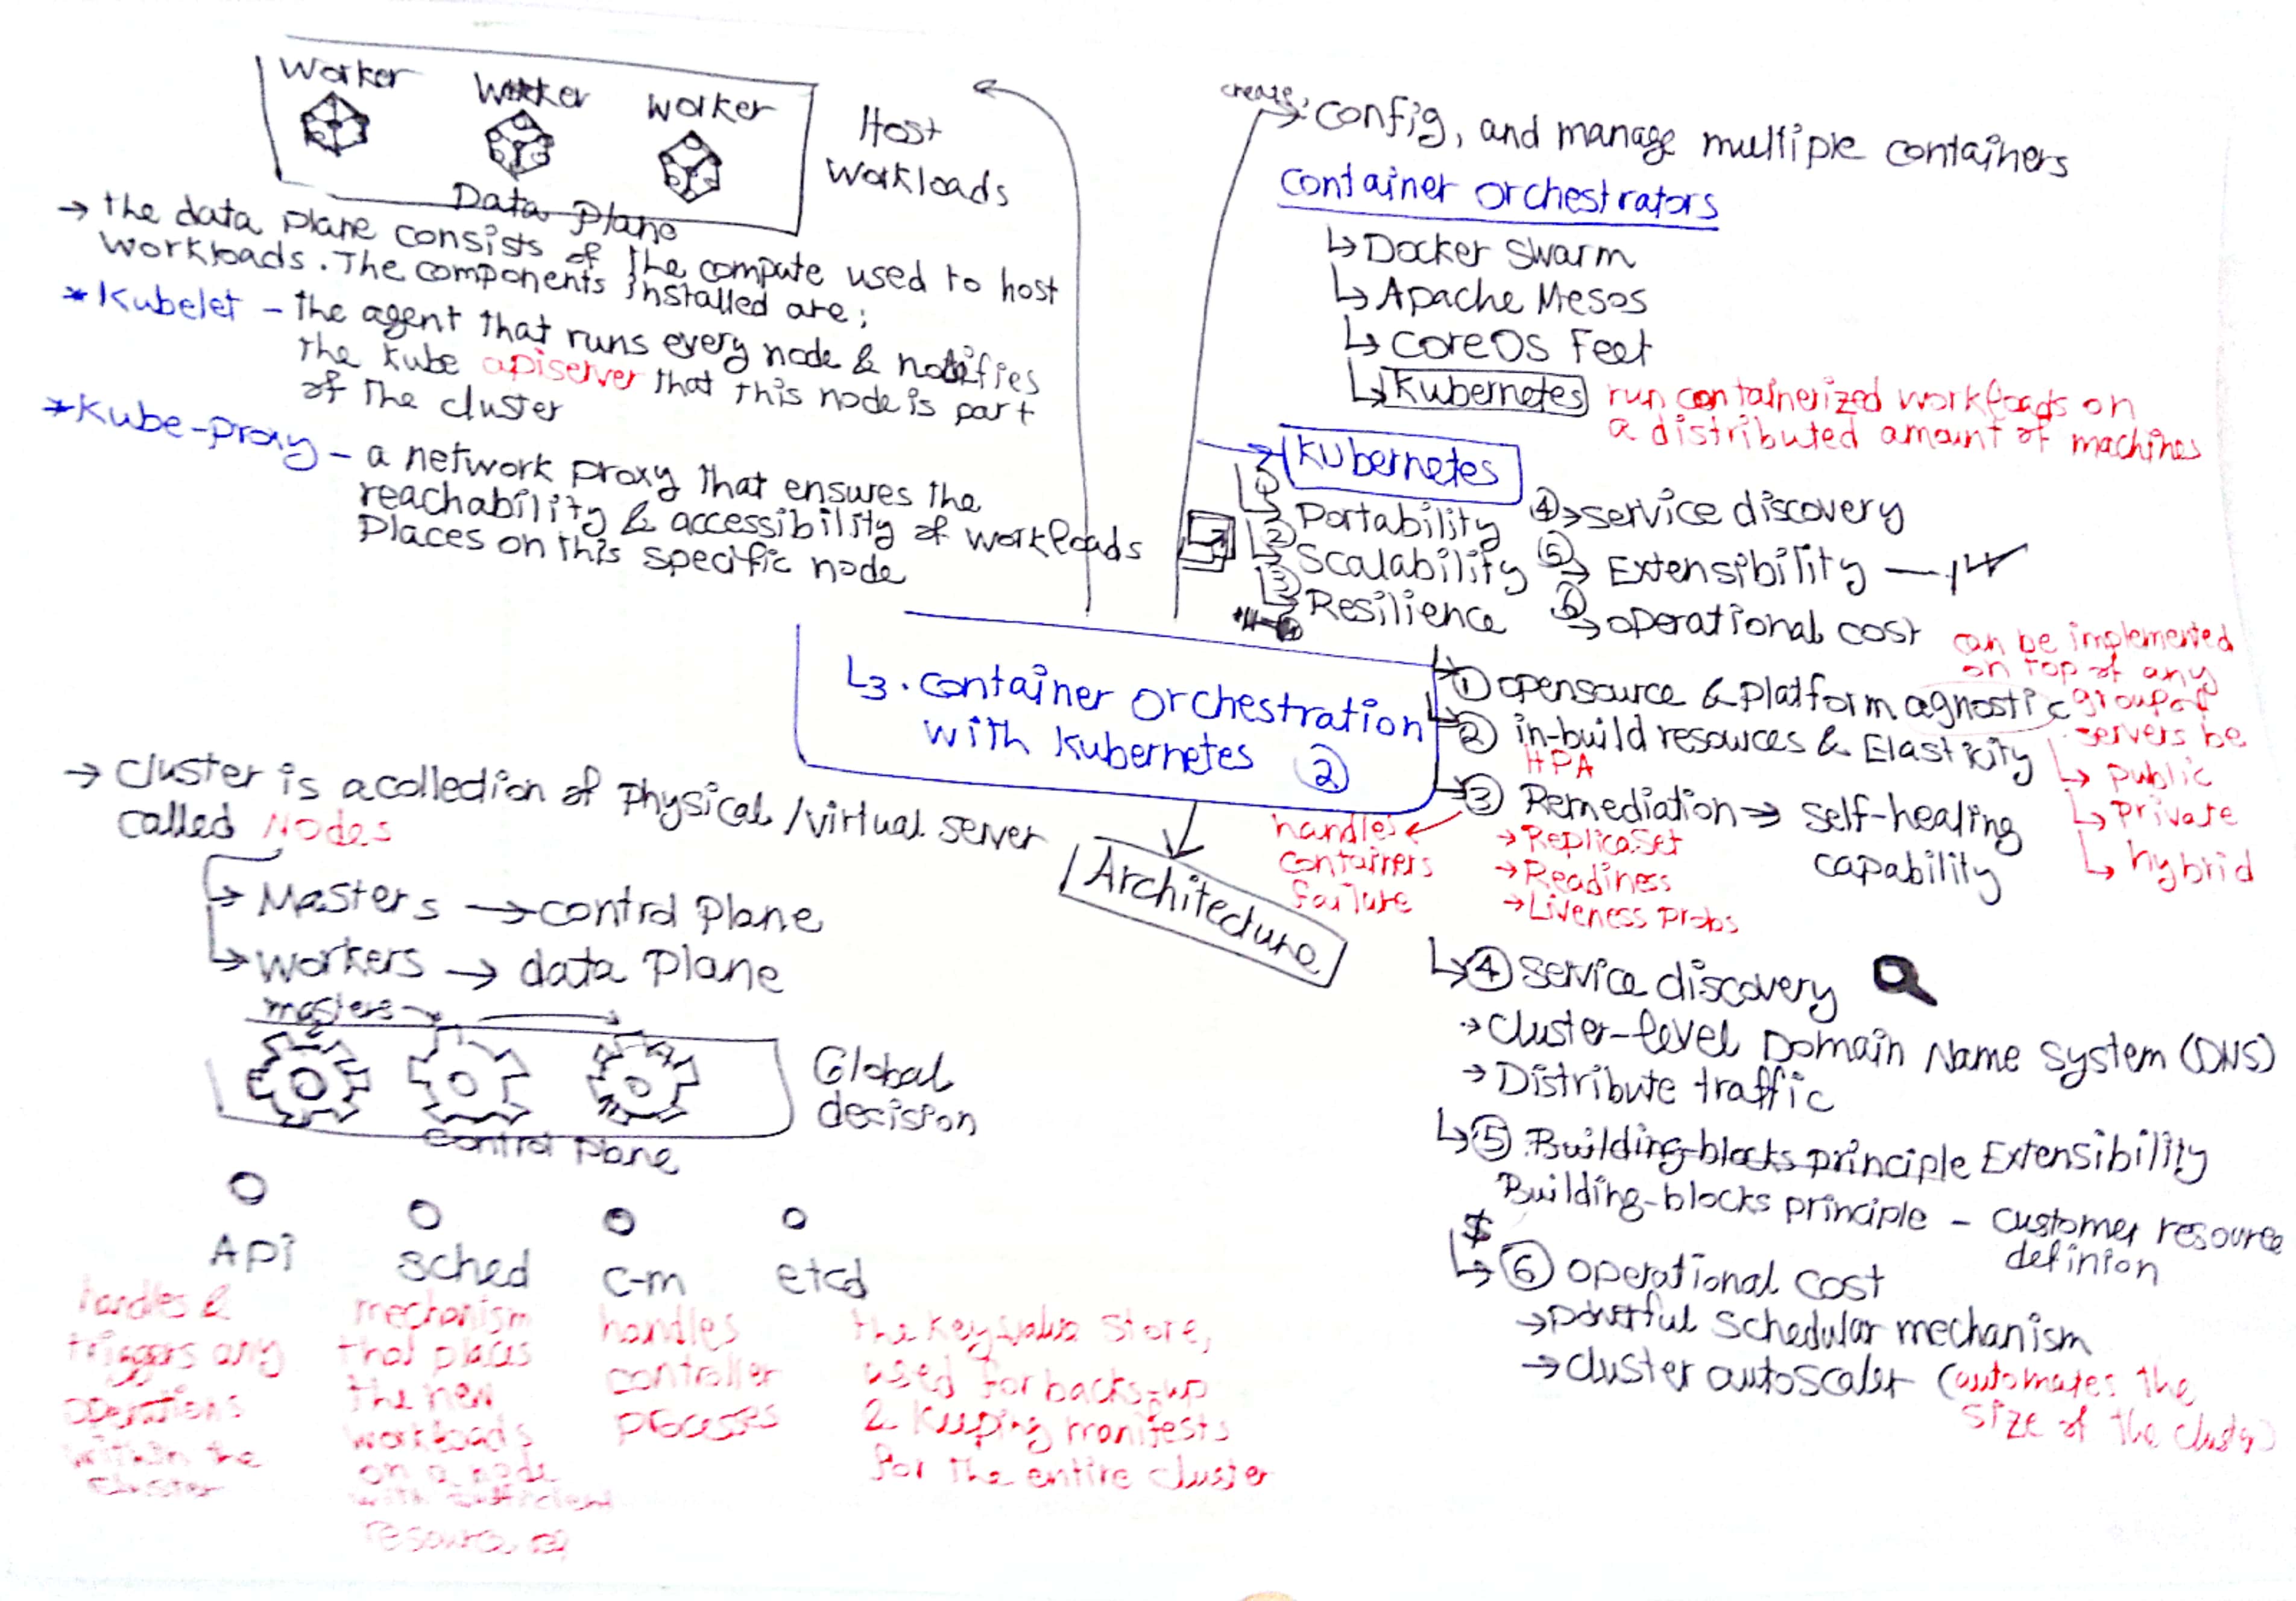 Worker
Worker
Worker
Host
Workloads
Data Plane
→ the data plane consists of the compute used to host
workloads. The components installed are:
* Kubelet - the agent that runs every node & notifies
the kube apiserver that this node is part
of the cluster
* Kube-proxy - a network proxy that ensures the
reachability & accessibility of workloads
places on this specific node
create,
config, and manage multiple containers
Container Orchestrators
↳ Docker Swarm
↳ Apache Mesos
↳ CoreOS Feet
↳ Kubernetes run containerized workloads on
a distributed amount of machines
→ Kubernetes
1 Portability
2 Scalability
3 Resilience
④ → service discovery
⑤ → Extensibility
⑥ → operational cost
L3. Container Orchestration
with Kubernetes ②
① opensource & Platform agnostic
can be implemented
on top of any
group of
servers be
↳ public
↳ private
↳ hybrid
② in-build resources & Elasticity
HPA
③ Remediation → self-healing
capability
handles
containers
failure
→ ReplicaSet
→ Readiness
→ Liveness Probs
↳ ④ service discovery
→ Cluster-level Domain Name System (DNS)
→ Distribute traffic
↳ ⑤ Building-blocks principle Extensibility
Building-blocks principle - customer resource
definion
$
↳ ⑥ operational cost
→ powerful schedular mechanism
→ cluster autoscaler (automates the
size of the cluster)
Architecture
→ Cluster is a collection of Physical/virtual server
called Nodes
↳ Masters → control Plane
↳ Workers → data Plane
masters
Global
decision
Control Plane
Api
sched
c-m
etcd
handles &
triggers any
operations
within the
cluster
mechanism
that places
the new
workloads
on a node
with sufficient
handles
controller
processes
the key-value store,
used for backs-up
& keeping manifests
for the entire cluster